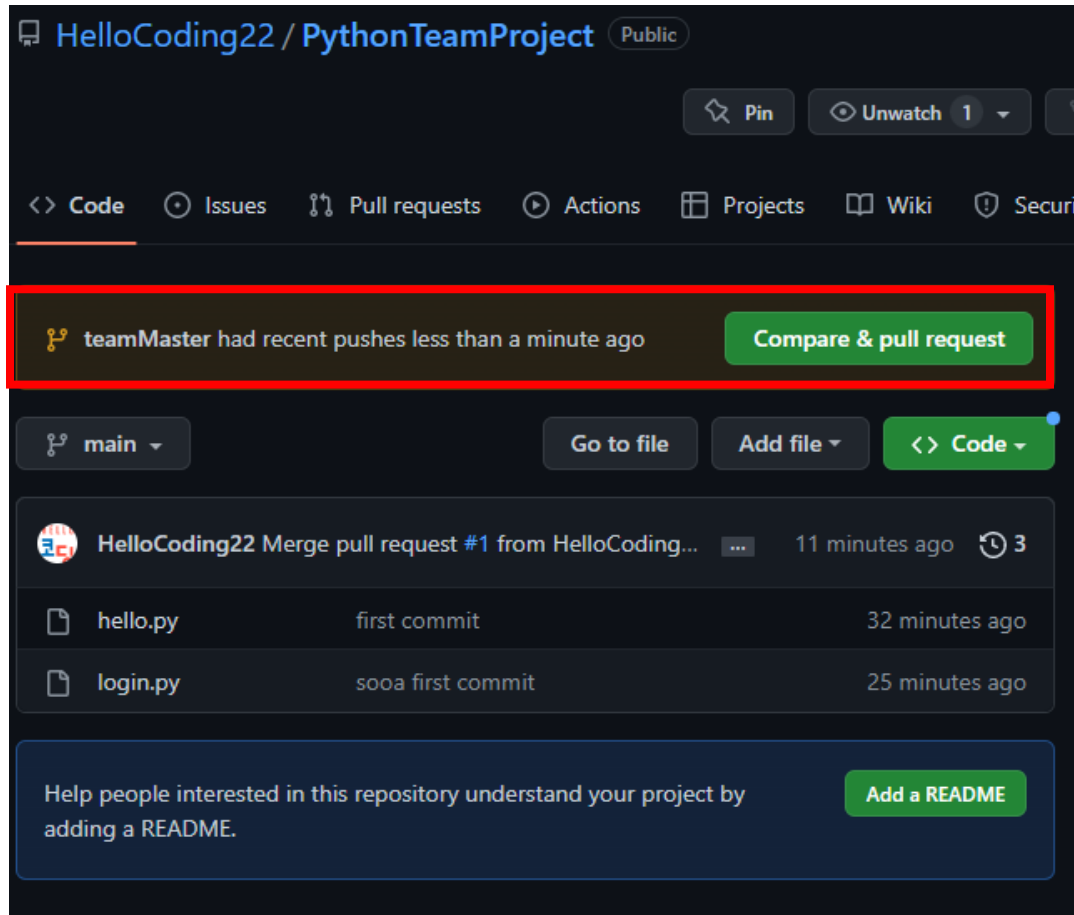 HelloCoding22 / PythonTeamProject Public
Pin Unwatch 1
Code Issues Pull requests Actions Projects Wiki Securi
teamMaster had recent pushes less than a minute ago Compare & pull request
main Go to file Add file Code
코딩 HelloCoding22 Merge pull request #1 from HelloCoding... ... 11 minutes ago 3
hello.py first commit 32 minutes ago
login.py sooa first commit 25 minutes ago
Help people interested in this repository understand your project by Add a README
adding a README.